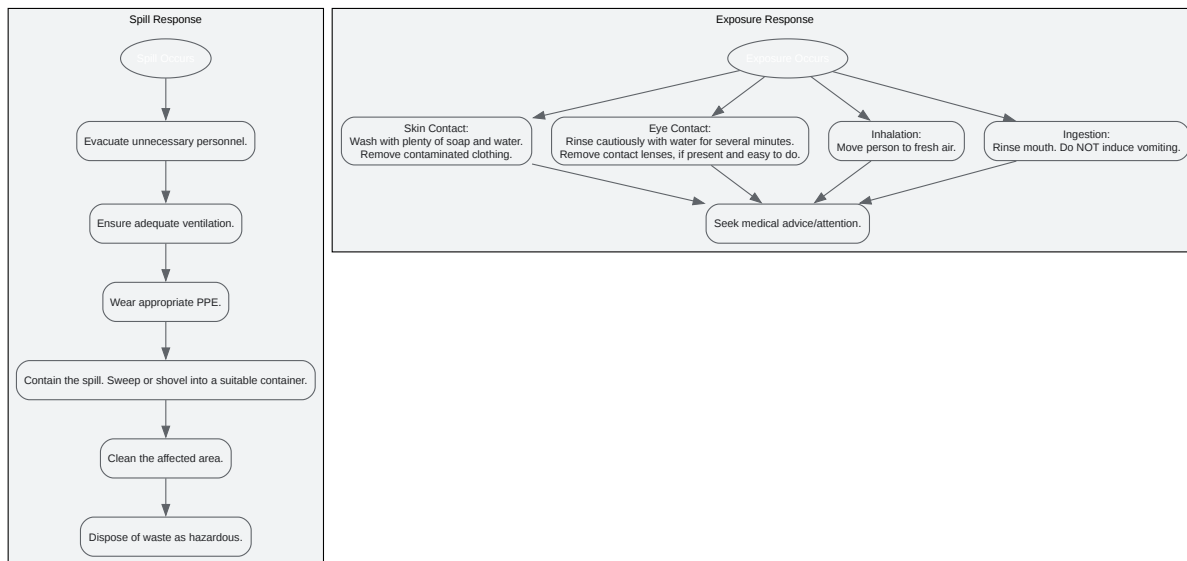 Spill Response
Spill Occurs
Evacuate unnecessary personnel.
Ensure adequate ventilation.
Wear appropriate PPE.
Contain the spill. Sweep or shovel into a suitable container.
Clean the affected area.
Dispose of waste as hazardous.
Exposure Response
Exposure Occurs
Skin Contact:
Wash with plenty of soap and water.
Remove contaminated clothing.
Eye Contact:
Rinse cautiously with water for several minutes.
Remove contact lenses, if present and easy to do.
Inhalation:
Move person to fresh air.
Ingestion:
Rinse mouth. Do NOT induce vomiting.
Seek medical advice/attention.